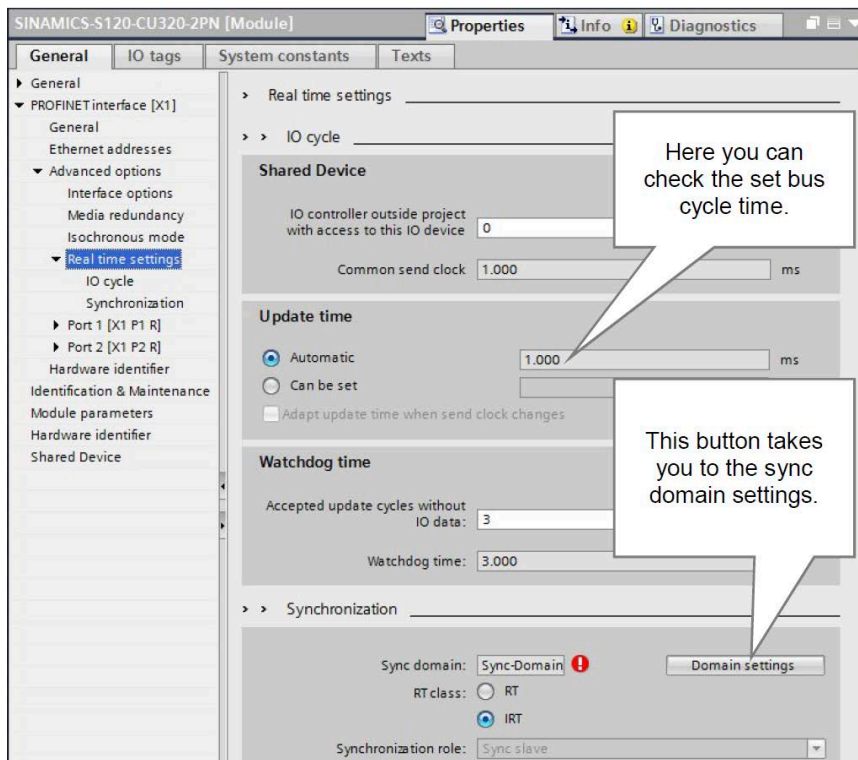 SINAMICS-S120-CU320-2PN [Module]
Properties
Info
Diagnostics
General
IO tags
System constants
Texts
General
PROFINET interface [X1]
General
Ethernet addresses
Advanced options
Interface options
Media redundancy
Isochronous mode
Real time settings
IO cycle
Synchronization
Port 1 [X1 P1 R]
Port 2 [X1 P2 R]
Hardware identifier
Identification & Maintenance
Module parameters
Hardware identifier
Shared Device
Real time settings
IO cycle
Shared Device
IO controller outside project
with access to this IO device
0
Common send clock
1.000
ms
Here you can
check the set bus
cycle time.
Update time
Automatic
1.000
ms
Can be set
Adapt update time when send clock changes
This button takes
you to the sync
domain settings.
Watchdog time
Accepted update cycles without
IO data:
3
Watchdog time:
3.000
Synchronization
Sync domain:
Sync-Domain
Domain settings
RT class:
RT
IRT
Synchronization role:
Sync slave